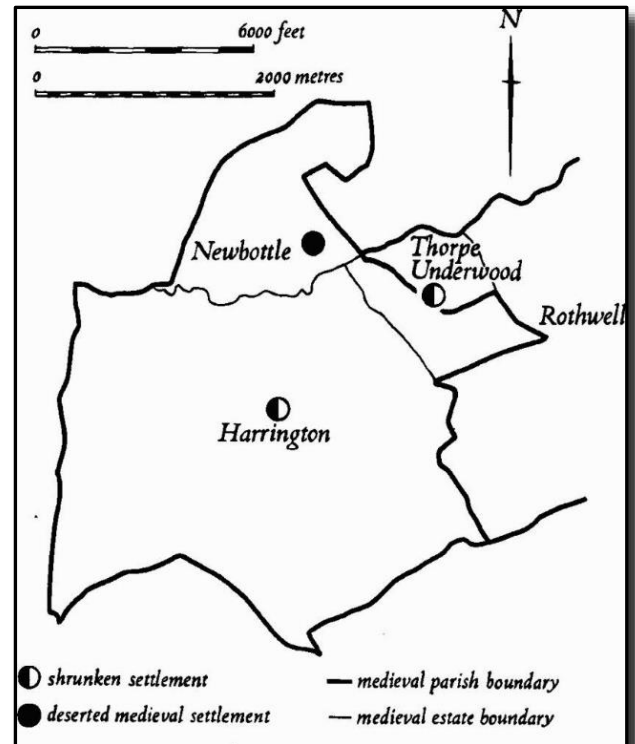 0 6000 feet
0 2000 metres
N
Newbottle
Thorpe
Underwood
Rothwell
Harrington
shrunken settlement
deserted medieval settlement
medieval parish boundary
medieval estate boundary